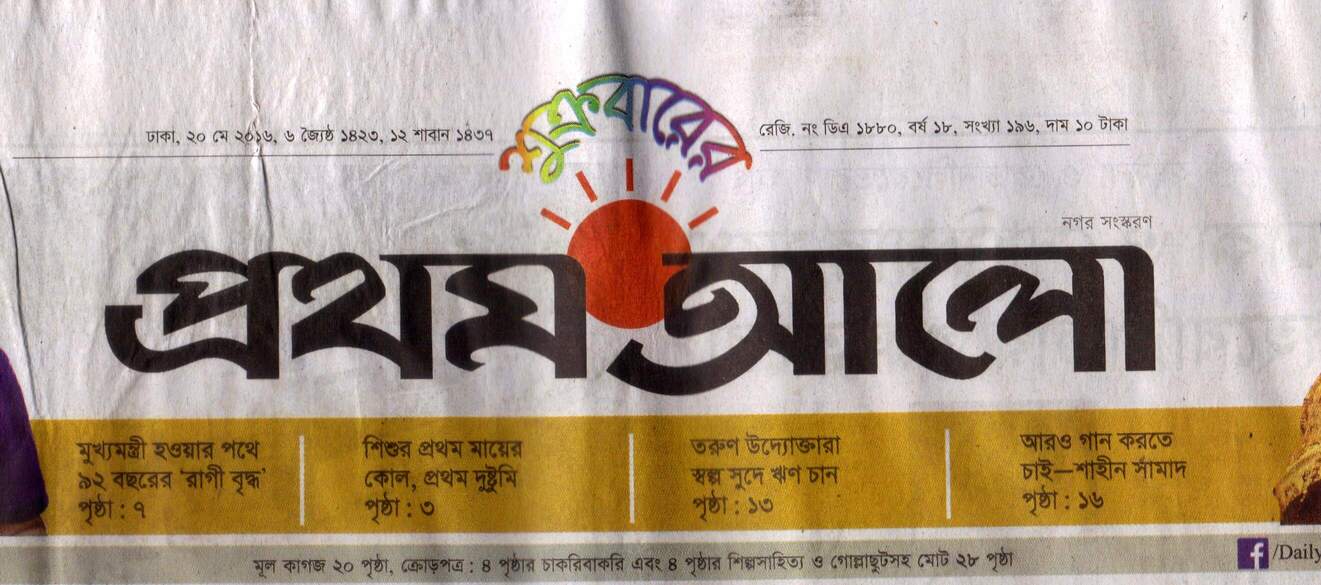 শুক্রবারের
ঢাকা, ২০ মে ২০১৬, ৬ জ্যৈষ্ঠ ১৪২৩, ১২ শাবান ১৪৩৭
রেজি. নং ডিএ ১৮৮০, বর্ষ ১৮, সংখ্যা ১৯৬, দাম ১০ টাকা
নগর সংস্করণ
প্রথম আলো
মুখ্যমন্ত্রী হওয়ার পথে
৯২ বছরের ‘রাগী বৃদ্ধ’
পৃষ্ঠা : ৭
শিশুর প্রথম মায়ের
কোল, প্রথম দুষ্টুমি
পৃষ্ঠা : ৩
তরুণ উদ্যোক্তারা
স্বল্প সুদে ঋণ চান
পৃষ্ঠা : ১৩
আরও গান করতে
চাই—শাহীন সামাদ
পৃষ্ঠা : ১৬
মূল কাগজ ২০ পৃষ্ঠা, ক্রোড়পত্র : ৪ পৃষ্ঠার চাকরিবাকরি এবং ৪ পৃষ্ঠার শিল্পসাহিত্য ও গোল্লাছুটসহ মোট ২৮ পৃষ্ঠা
f /Daily